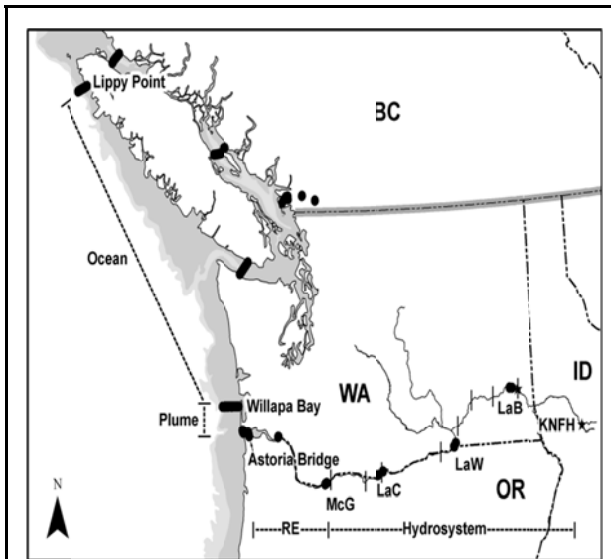 Lippy Point
BC
Ocean
WA
ID
LaB
KNFH
Willapa Bay
Plume
Astoria Bridge
LaW
McG
LaC
OR
N
RE
Hydrosystem